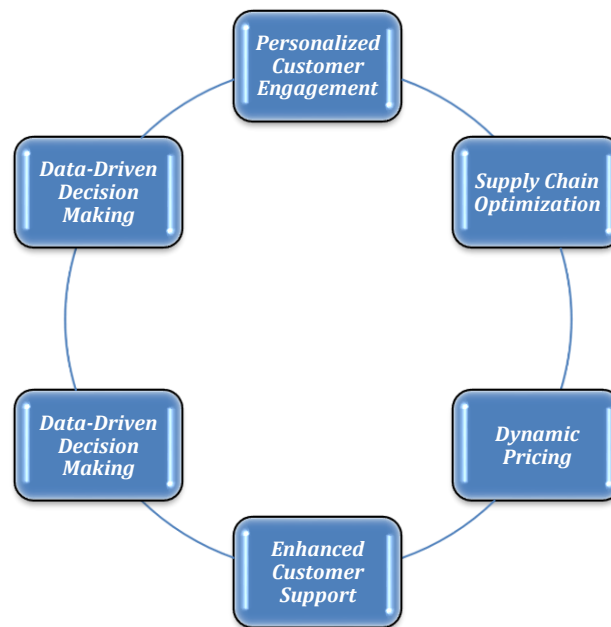 Personalized
Customer
Engagement
Supply Chain
Optimization
Dynamic
Pricing
Enhanced
Customer
Support
Data-Driven
Decision
Making
Data-Driven
Decision
Making